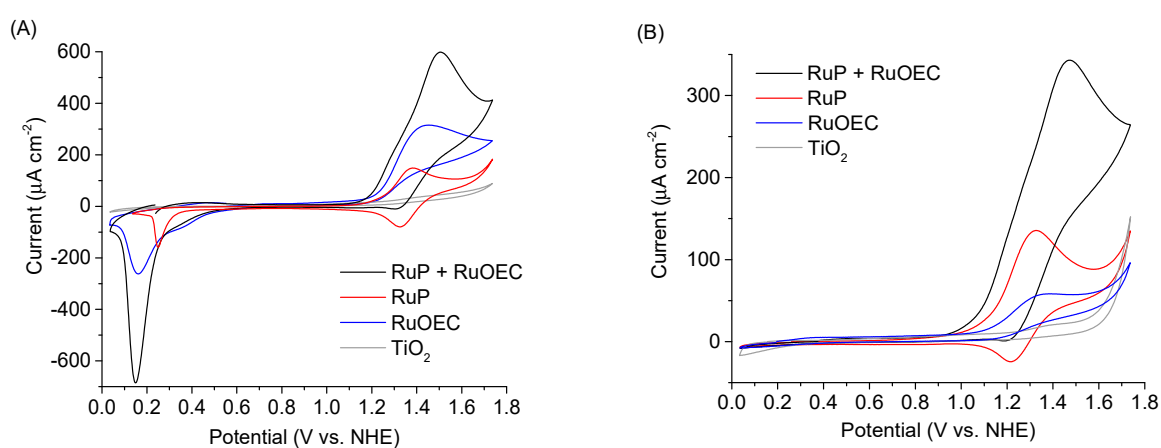 (A)
600
400
200
0
-200
-400
-600
Current (μA cm⁻²)
RuP + RuOEC
RuP
RuOEC
TiO₂
0.0 0.2 0.4 0.6 0.8 1.0 1.2 1.4 1.6 1.8
Potential (V vs. NHE)
(B)
300
200
100
0
Current (μA cm⁻²)
RuP + RuOEC
RuP
RuOEC
TiO₂
0.0 0.2 0.4 0.6 0.8 1.0 1.2 1.4 1.6 1.8
Potential (V vs. NHE)